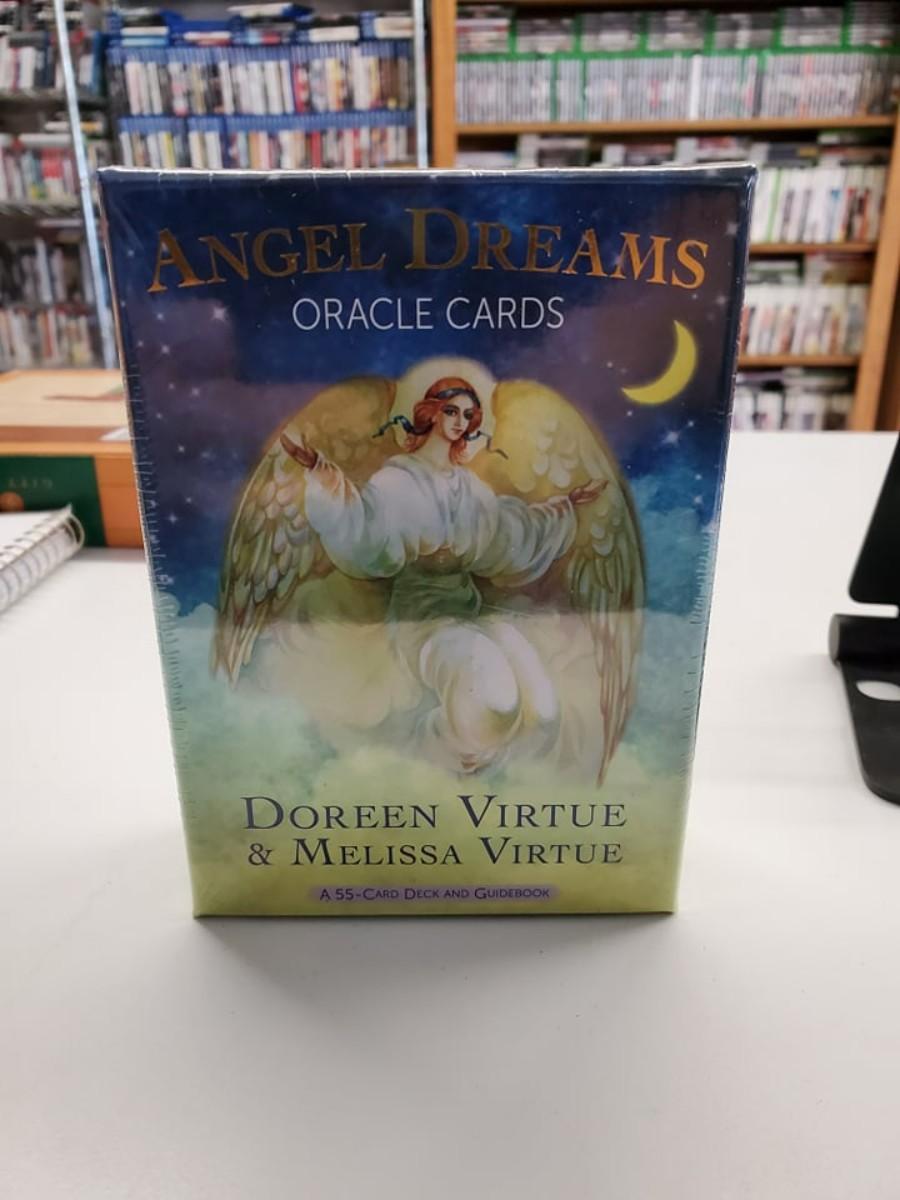 ANGEL DREAMS
ORACLE CARDS
DOREEN VIRTUE
& MELISSA VIRTUE
A 55-CARD DECK AND GUIDEBOOK